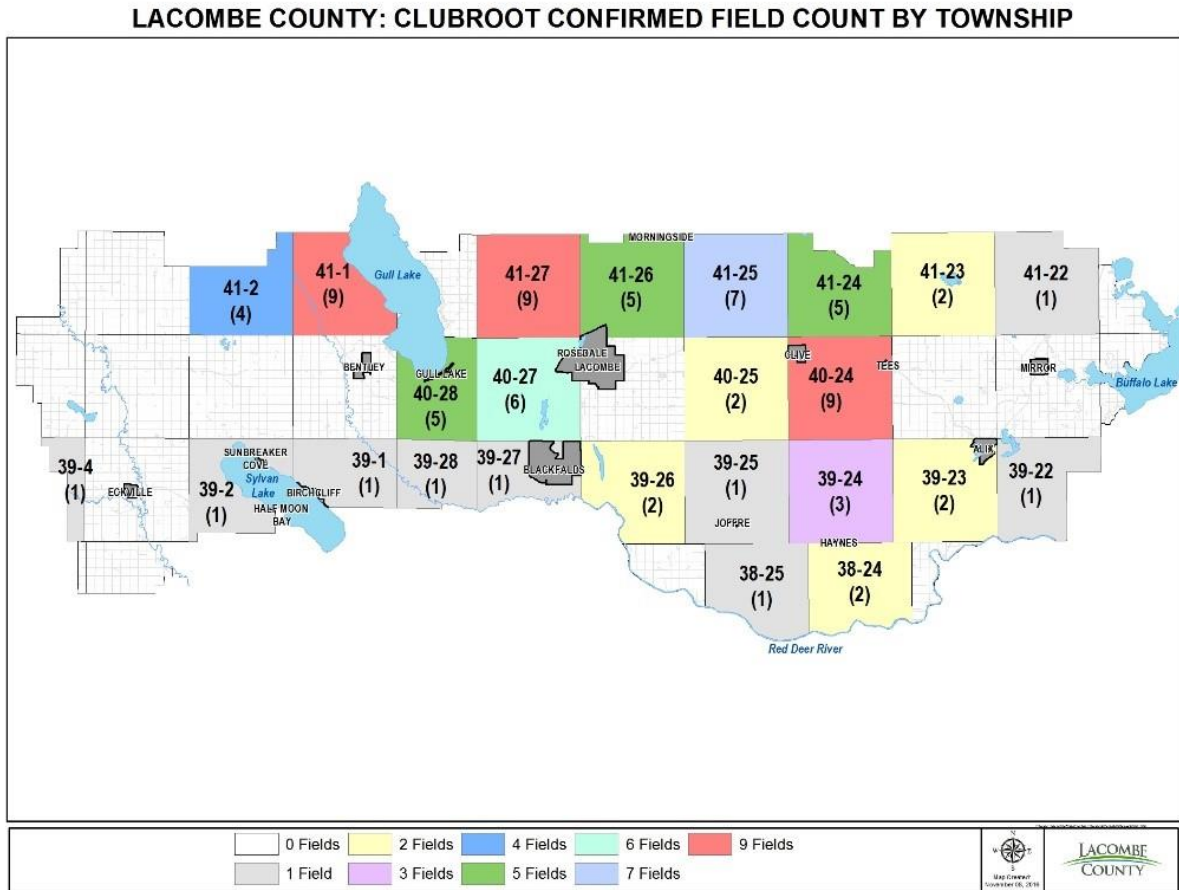 LACOMBE COUNTY: CLUBROOT CONFIRMED FIELD COUNT BY TOWNSHIP
MORNINGSIDE
41-2
(4)
41-1
(9)
Gull Lake
41-27
(9)
41-26
(5)
41-25
(7)
41-24
(5)
41-23
(2)
41-22
(1)
BENTLEY
GULL LAKE
40-28
(5)
40-27
(6)
ROSEDALE
LACOMBE
40-25
(2)
CLIVE
40-24
(9)
TEES
MIRROR
Buffalo Lake
39-4
(1)
ECKVILLE
SUNBREAKER
COVE
Sylvan
Lake
39-2
(1)
BIRCHCLIFF
HALF MOON
BAY
39-1
(1)
39-28
(1)
39-27
(1)
BLACKFALDS
39-26
(2)
39-25
(1)
JOFFRE
39-24
(3)
HAYNES
39-23
(2)
ALIX
39-22
(1)
38-25
(1)
38-24
(2)
Red Deer River
0 Fields
2 Fields
4 Fields
6 Fields
9 Fields
1 Field
3 Fields
5 Fields
7 Fields
N
W
E
S
Map Created:
November 08, 2016
LACOMBE
COUNTY